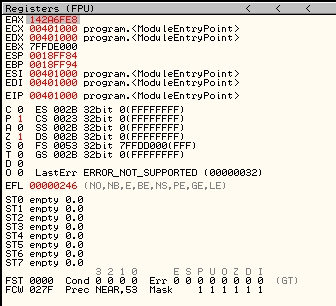 Registers (FPU) < < <
EAX 142A6FE8
ECX 00401000 program.<ModuleEntryPoint>
EDX 00401000 program.<ModuleEntryPoint>
EBX 7FFDE000
ESP 0018FF84
EBP 0018FF94
ESI 00401000 program.<ModuleEntryPoint>
EDI 00401000 program.<ModuleEntryPoint>
EIP 00401000 program.<ModuleEntryPoint>
C 0 ES 002B 32bit 0(FFFFFFFF)
P 1 CS 0023 32bit 0(FFFFFFFF)
A 0 SS 002B 32bit 0(FFFFFFFF)
Z 1 DS 002B 32bit 0(FFFFFFFF)
S 0 FS 0053 32bit 7FFDD000(FFF)
T 0 GS 002B 32bit 0(FFFFFFFF)
D 0
O 0 LastErr ERROR_NOT_SUPPORTED (00000032)
EFL 00000246 (NO,NB,E,BE,NS,PE,GE,LE)
ST0 empty 0.0
ST1 empty 0.0
ST2 empty 0.0
ST3 empty 0.0
ST4 empty 0.0
ST5 empty 0.0
ST6 empty 0.0
ST7 empty 0.0
3 2 1 0 E S P U O Z D I
FST 0000 Cond 0 0 0 0 Err 0 0 0 0 0 0 0 0 (GT)
FCW 027F Prec NEAR,53 Mask 1 1 1 1 1 1